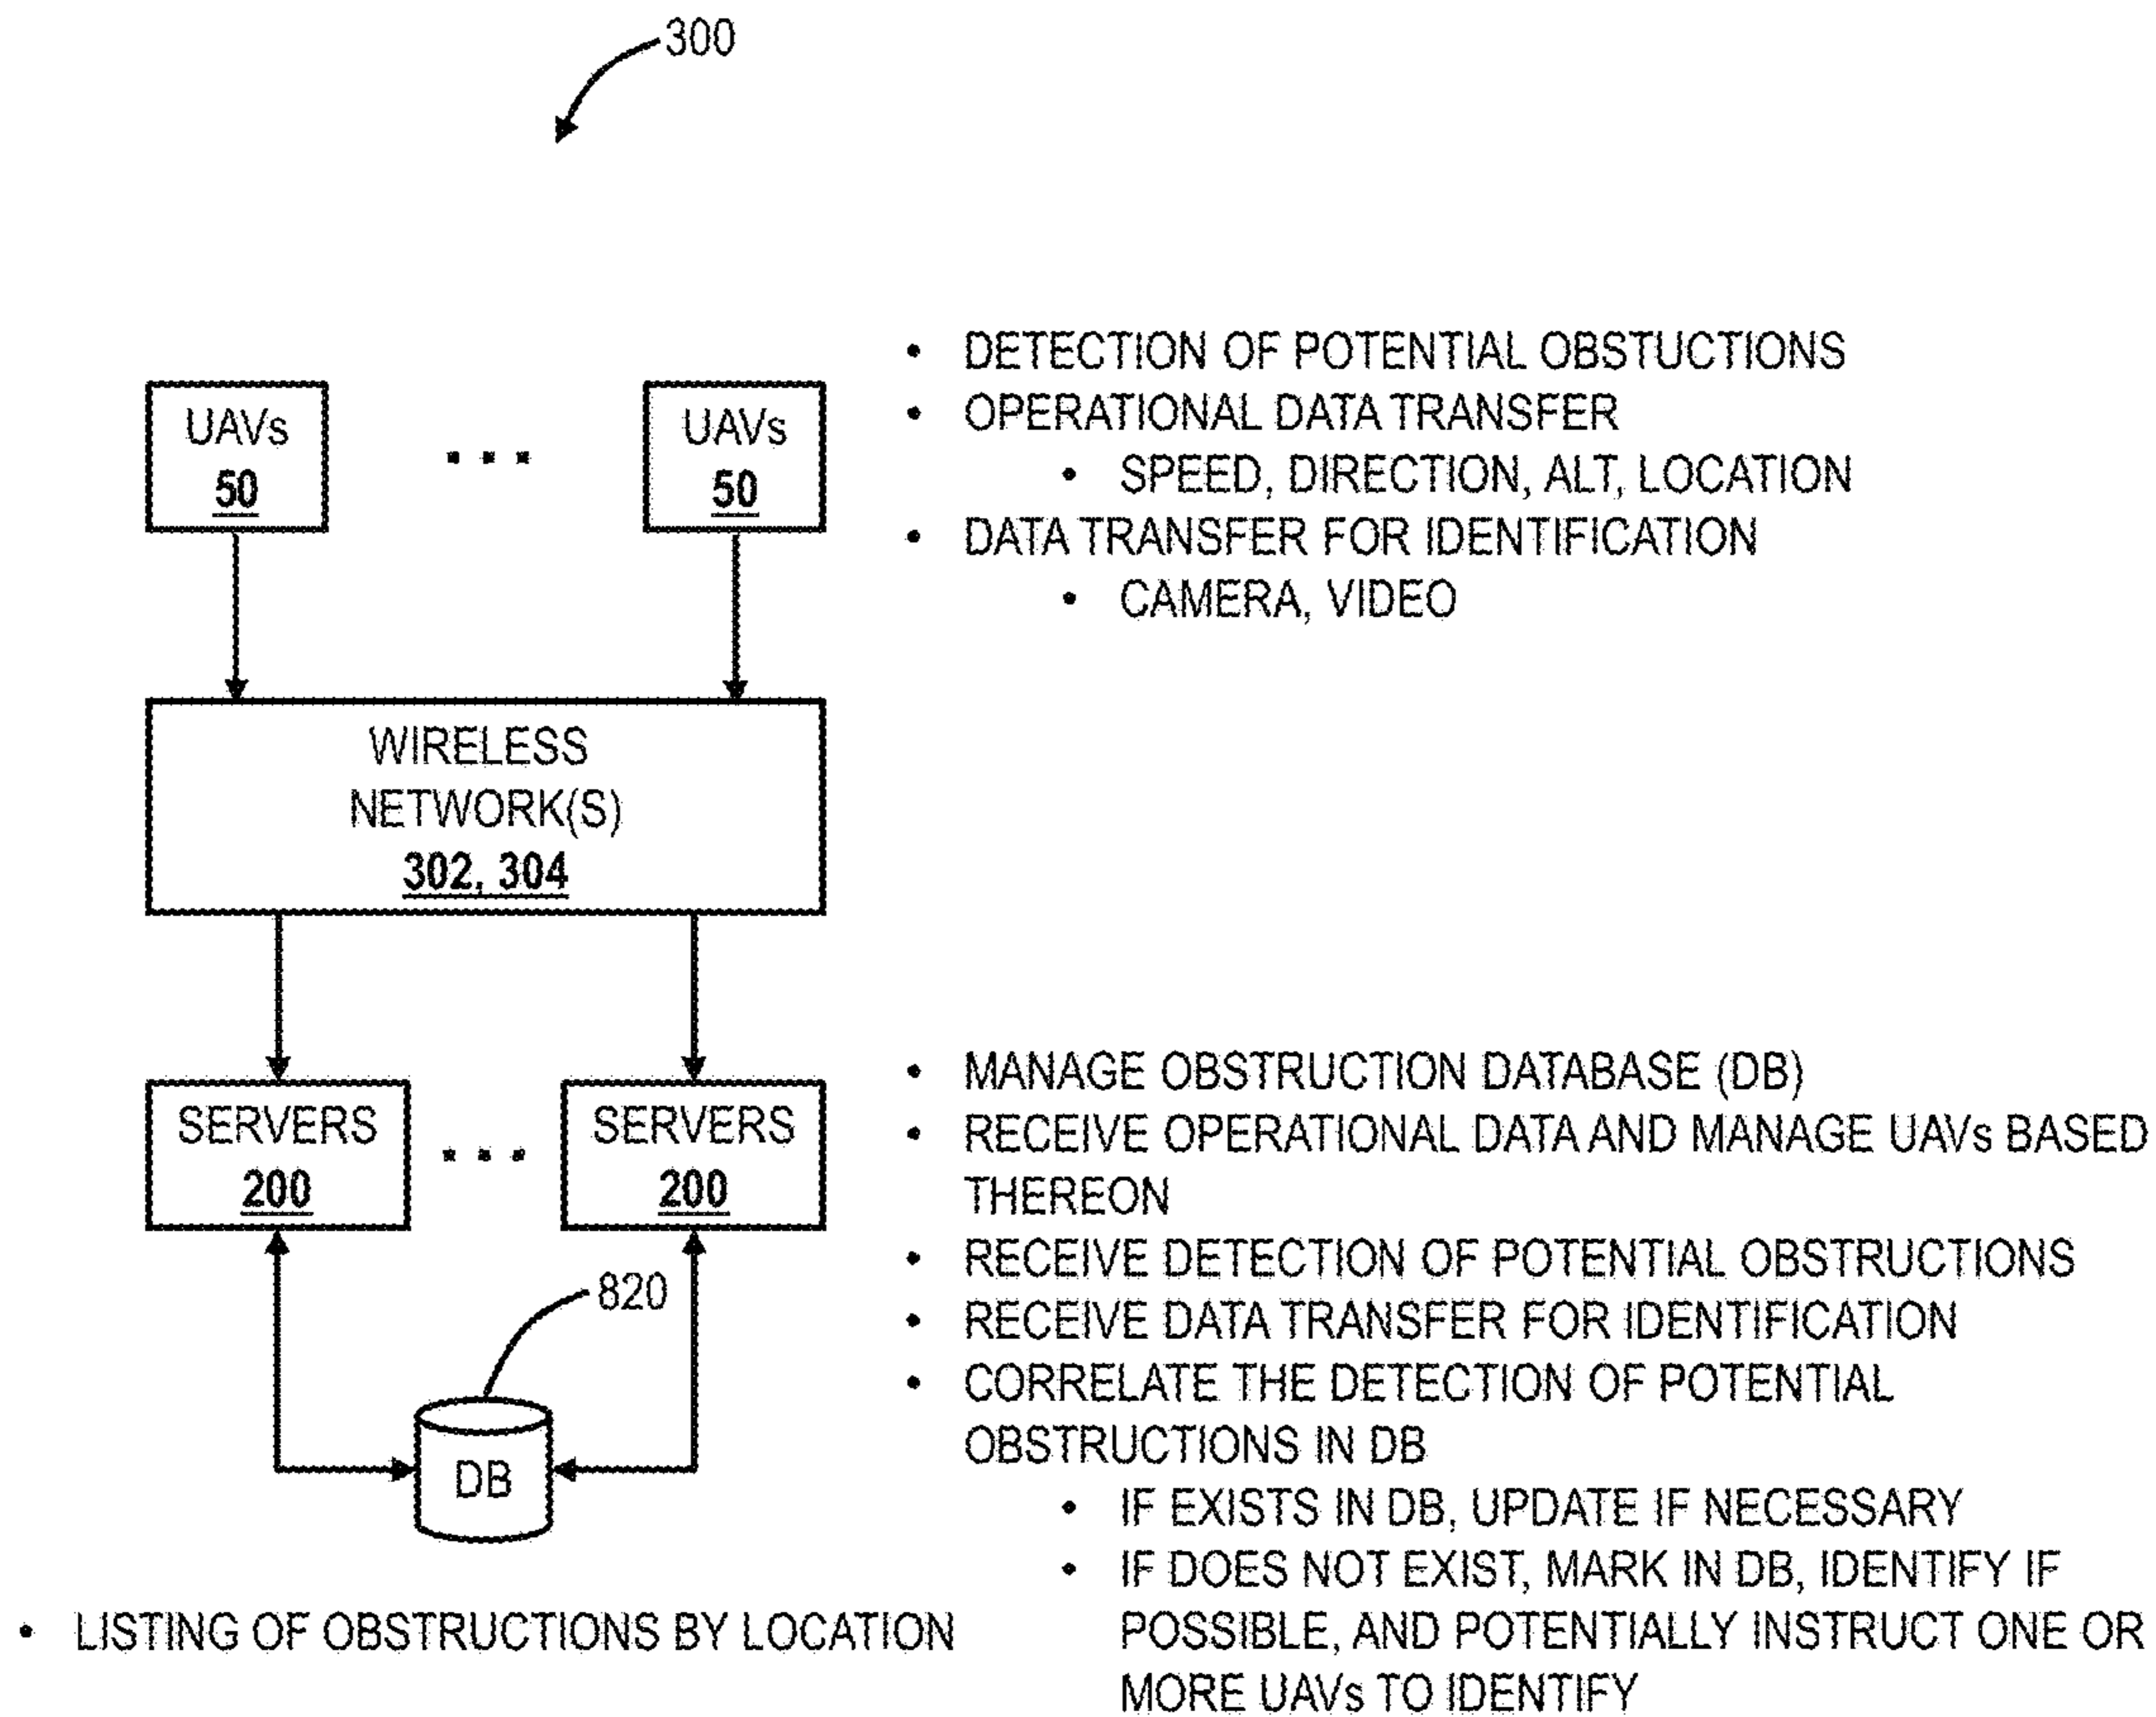 300
UAVs
50
...
UAVs
50
• DETECTION OF POTENTIAL OBSTUCTIONS
• OPERATIONAL DATA TRANSFER
• SPEED, DIRECTION, ALT, LOCATION
• DATA TRANSFER FOR IDENTIFICATION
• CAMERA, VIDEO
WIRELESS
NETWORK(S)
302, 304
SERVERS
200
...
SERVERS
200
820
DB
• LISTING OF OBSTRUCTIONS BY LOCATION
• MANAGE OBSTRUCTION DATABASE (DB)
• RECEIVE OPERATIONAL DATA AND MANAGE UAVs BASED
THEREON
• RECEIVE DETECTION OF POTENTIAL OBSTRUCTIONS
• RECEIVE DATA TRANSFER FOR IDENTIFICATION
• CORRELATE THE DETECTION OF POTENTIAL
OBSTRUCTIONS IN DB
• IF EXISTS IN DB, UPDATE IF NECESSARY
• IF DOES NOT EXIST, MARK IN DB, IDENTIFY IF
POSSIBLE, AND POTENTIALLY INSTRUCT ONE OR
MORE UAVs TO IDENTIFY